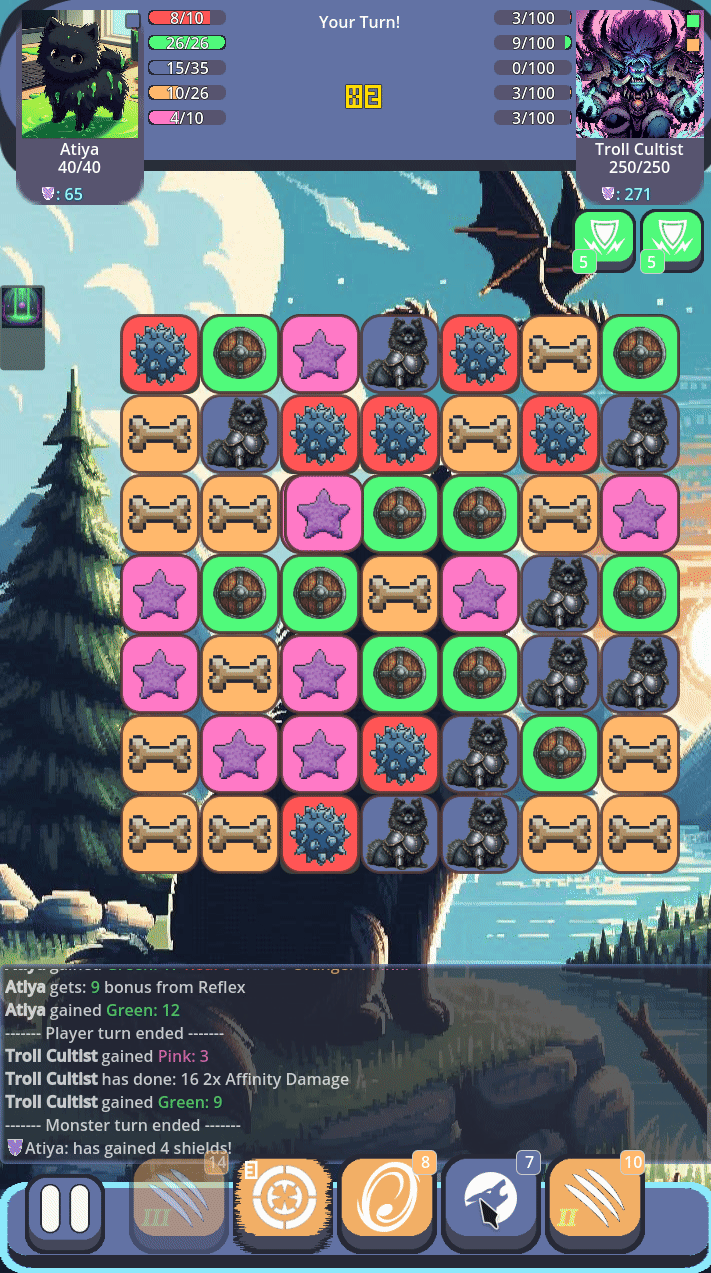 8/10
26/26
15/35
10/26
4/10
Your Turn!
3/100
9/100
0/100
3/100
3/100
Atiya
40/40
: 65
Troll Cultist
250/250
: 271
5
5
Atiya gets: 9 bonus from Reflex
Atiya gained Green: 12
------- Player turn ended -------
Troll Cultist gained Pink: 3
Troll Cultist has done: 16 2x Affinity Damage
Troll Cultist gained Green: 9
------- Monster turn ended -------
Atiya: has gained 4 shields!
14
III
3
8
7
10
II